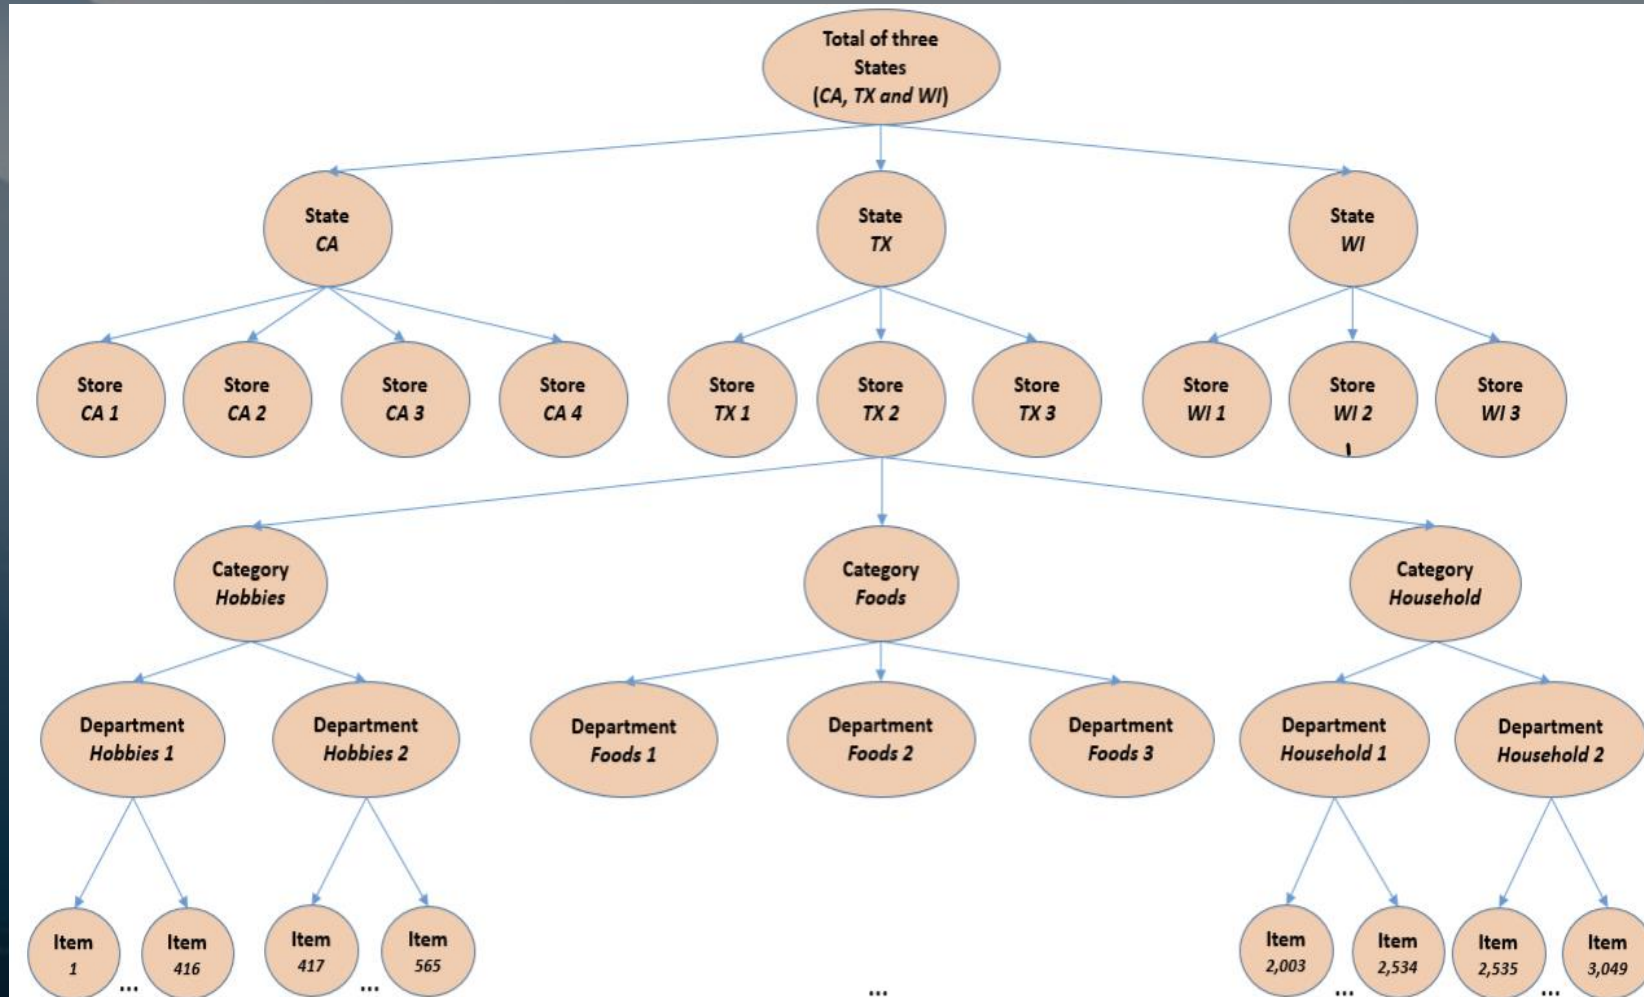 Total of three
States
(CA, TX and WI)
State
CA
State
TX
State
WI
Store
CA 1
Store
CA 2
Store
CA 3
Store
CA 4
Store
TX 1
Store
TX 2
Store
TX 3
Store
WI 1
Store
WI 2
Store
WI 3
Category
Hobbies
Category
Foods
Category
Household
Department
Hobbies 1
Department
Hobbies 2
Department
Foods 1
Department
Foods 2
Department
Foods 3
Department
Household 1
Department
Household 2
Item
1
...
Item
416
Item
417
...
Item
565
...
Item
2,003
...
Item
2,534
Item
2,535
...
Item
3,049